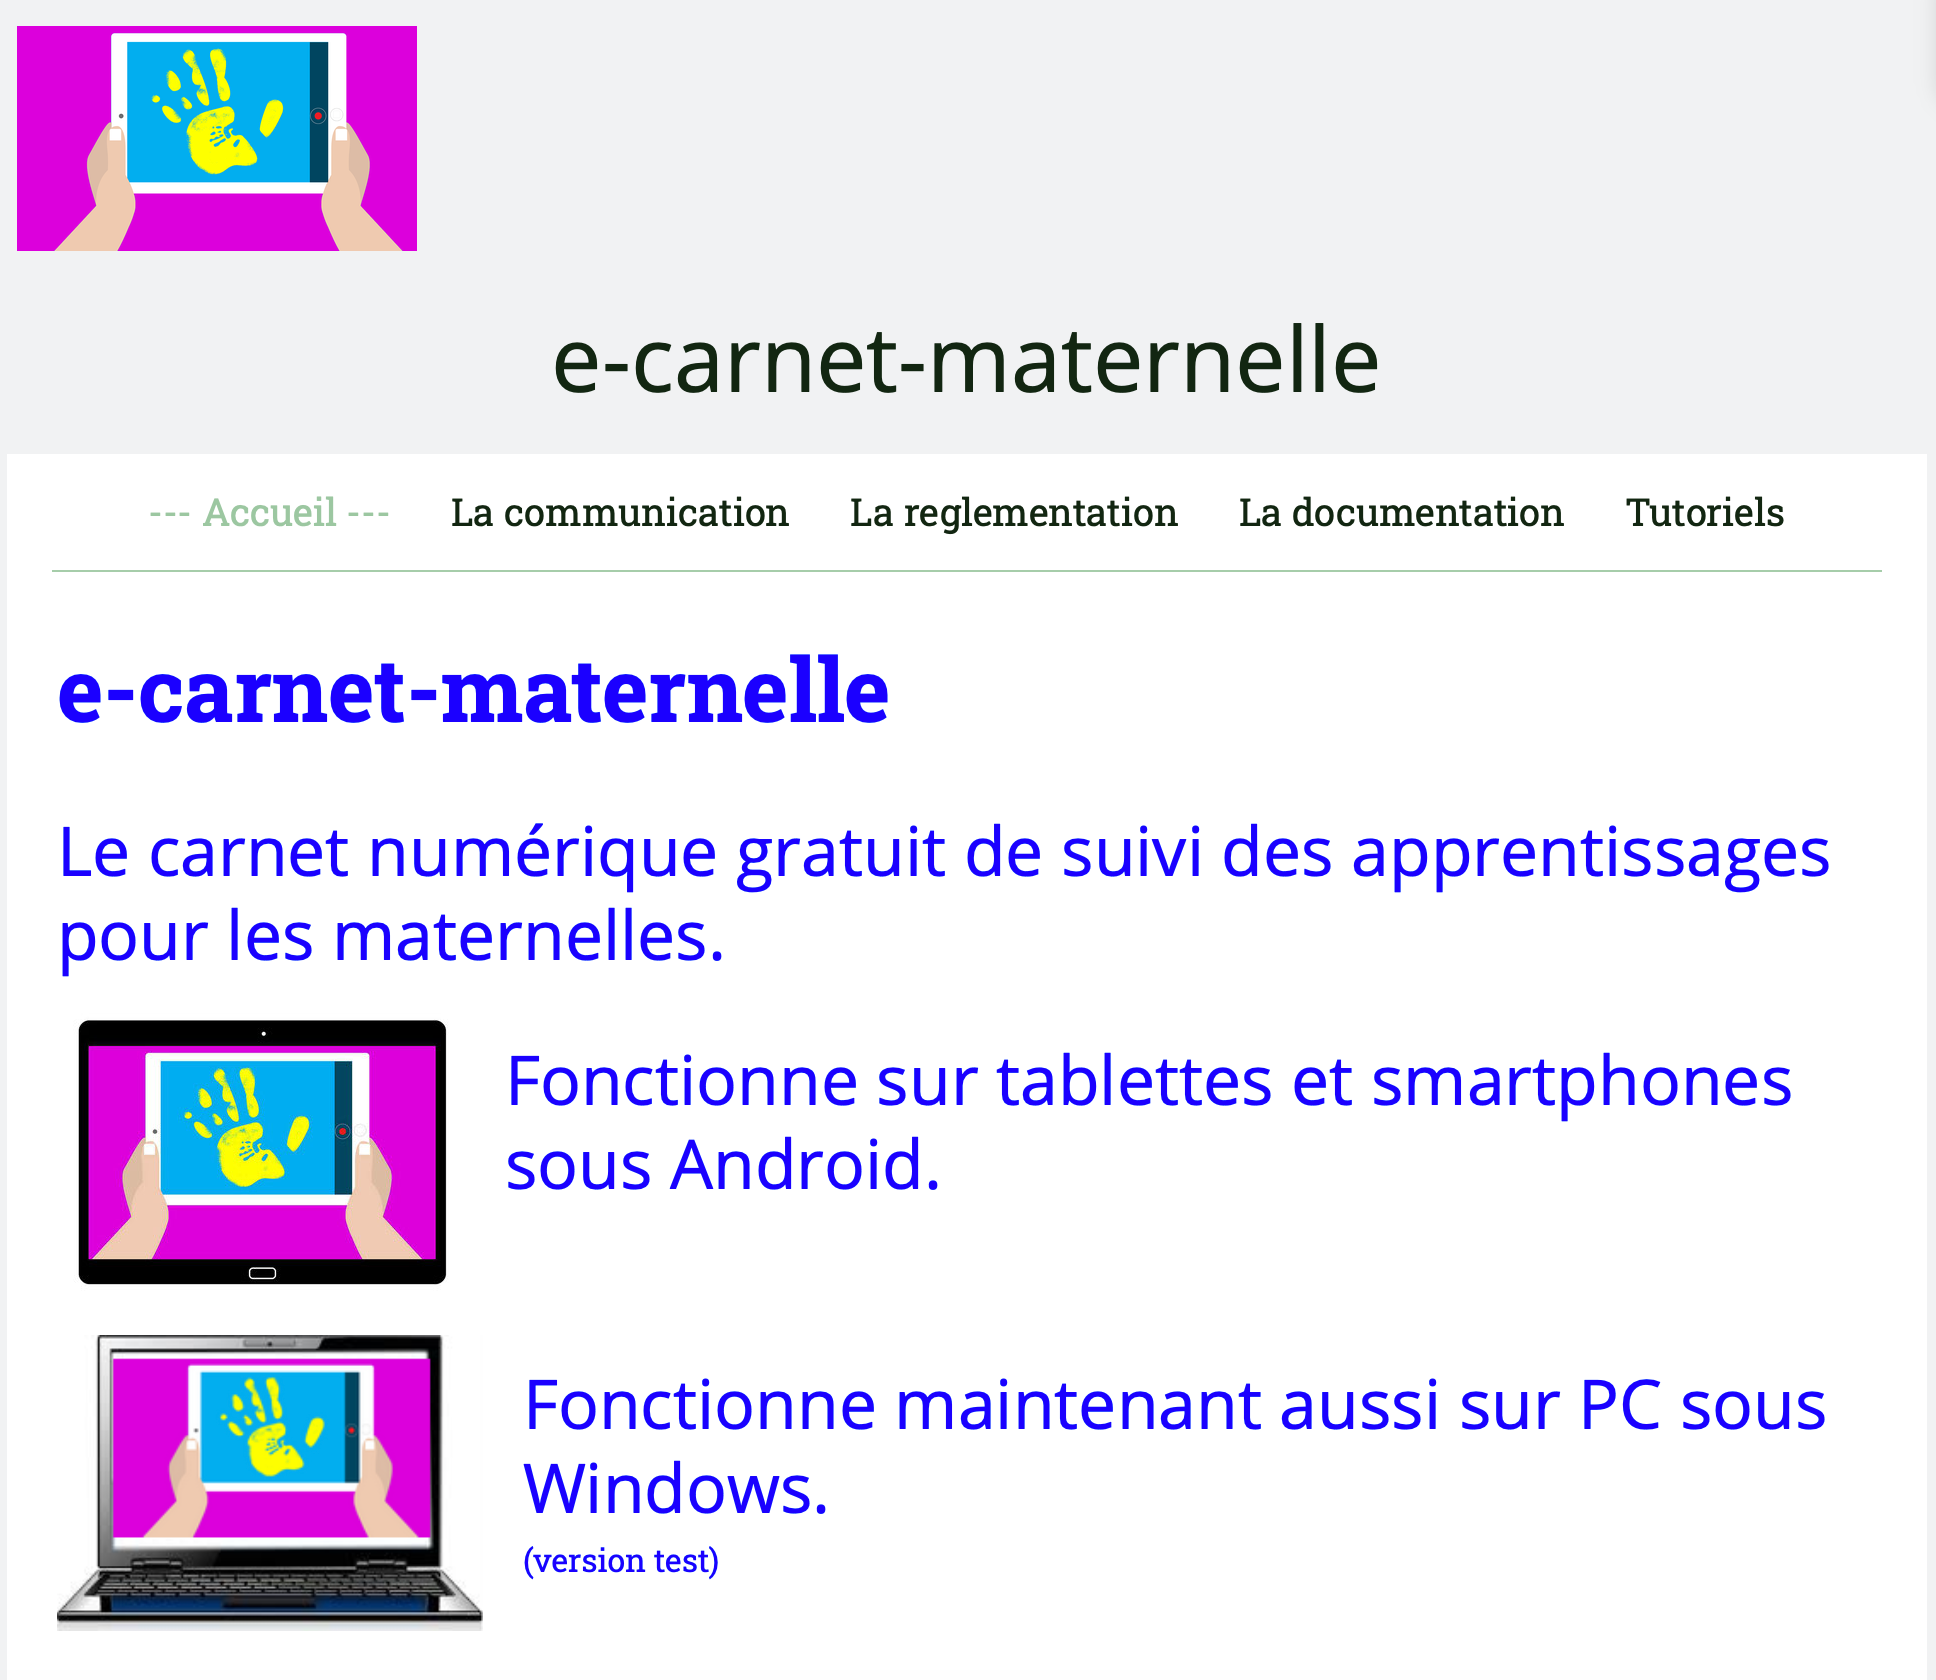 e-carnet-maternelle
--- Accueil --- La communication La reglementation La documentation Tutoriels
e-carnet-maternelle
Le carnet numérique gratuit de suivi des apprentissages
pour les maternelles.
Fonctionne sur tablettes et smartphones
sous Android.
Fonctionne maintenant aussi sur PC sous
Windows.
(version test)